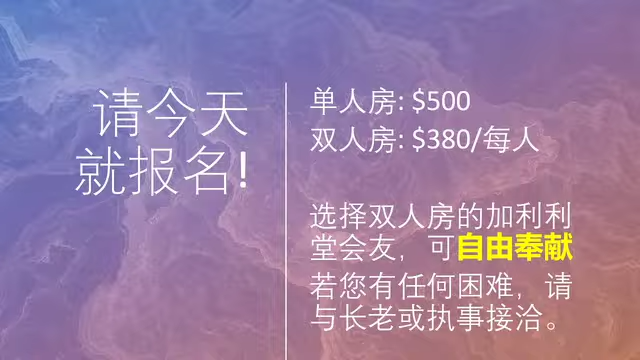 请今天
就报名!
单人房: $500
双人房: $380/每人
选择双人房的加利利
堂会友，可自由奉献
若您有任何困难，请
与长老或执事接洽。